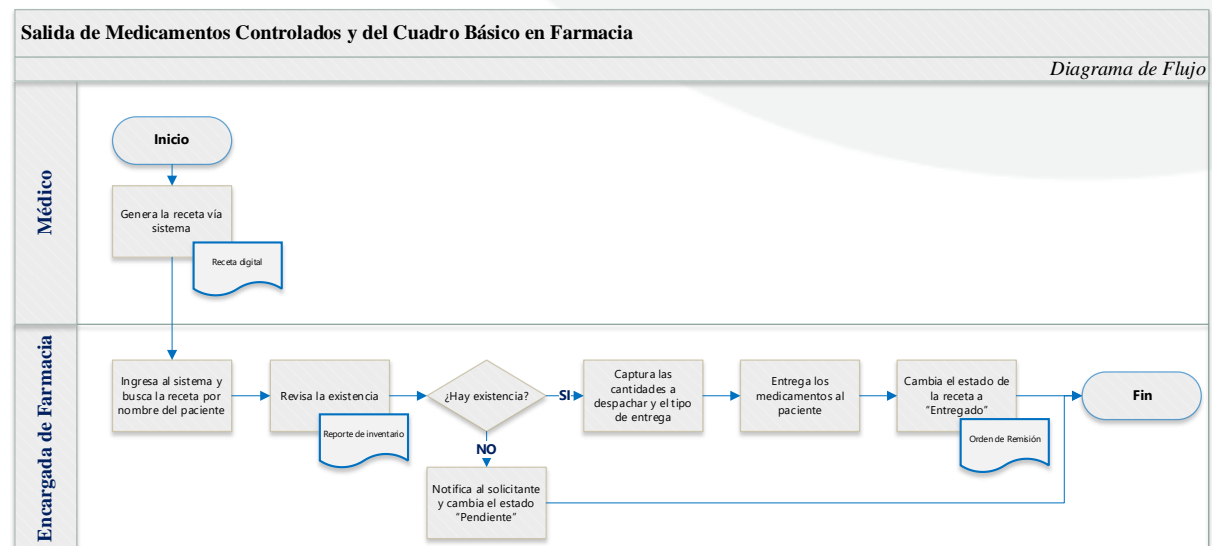 Salida de Medicamentos Controlados y del Cuadro Básico en Farmacia
Diagrama de Flujo
Médico
Inicio
Genera la receta vía
sistema
Receta digital
Encargada de Farmacia
Ingresa al sistema y
busca la receta por
nombre del paciente
Revisa la existencia
Reporte de inventario
¿Hay existencia?
SI
NO
Notifica al solicitante
y cambia el estado
"Pendiente"
Captura las
cantidades a
despachar y el tipo
de entrega
Entrega los
medicamentos al
paciente
Cambia el estado de
la receta a
"Entregado"
Orden de Remisión
Fin